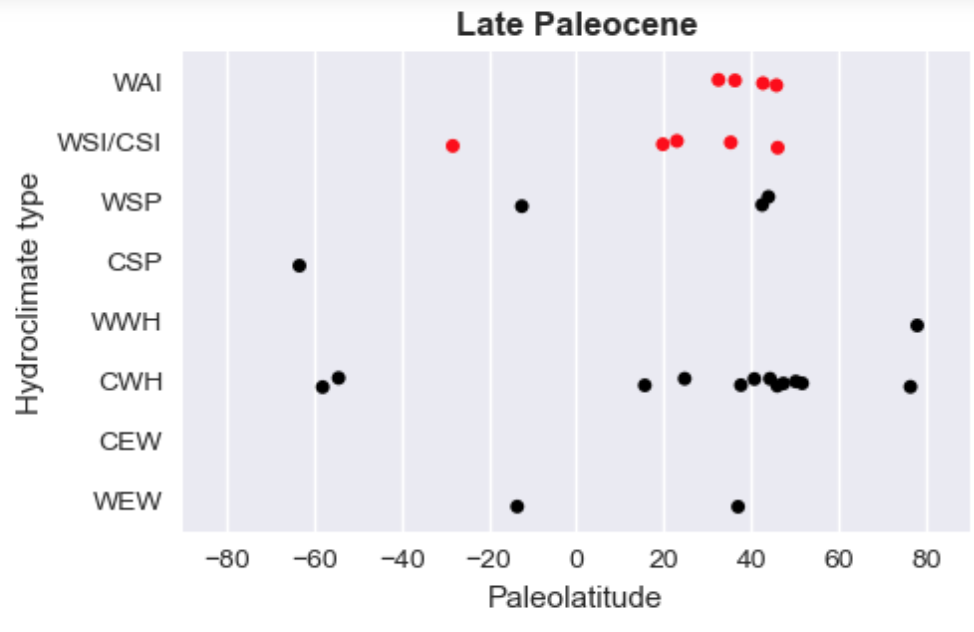 Late Paleocene
Hydroclimate type
WAI
WSI/CSI
WSP
CSP
WWH
CWH
CEW
WEW
−80 −60 −40 −20 0 20 40 60 80
Paleolatitude